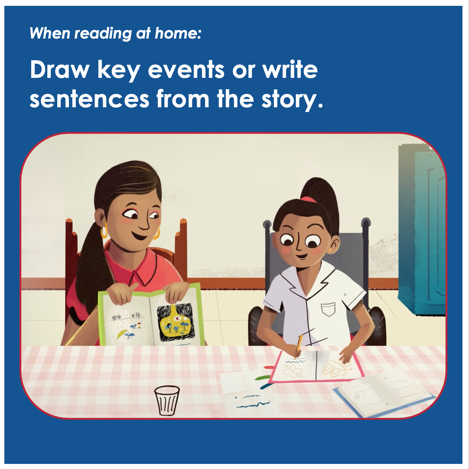 When reading at home:
Draw key events or write
sentences from the story.